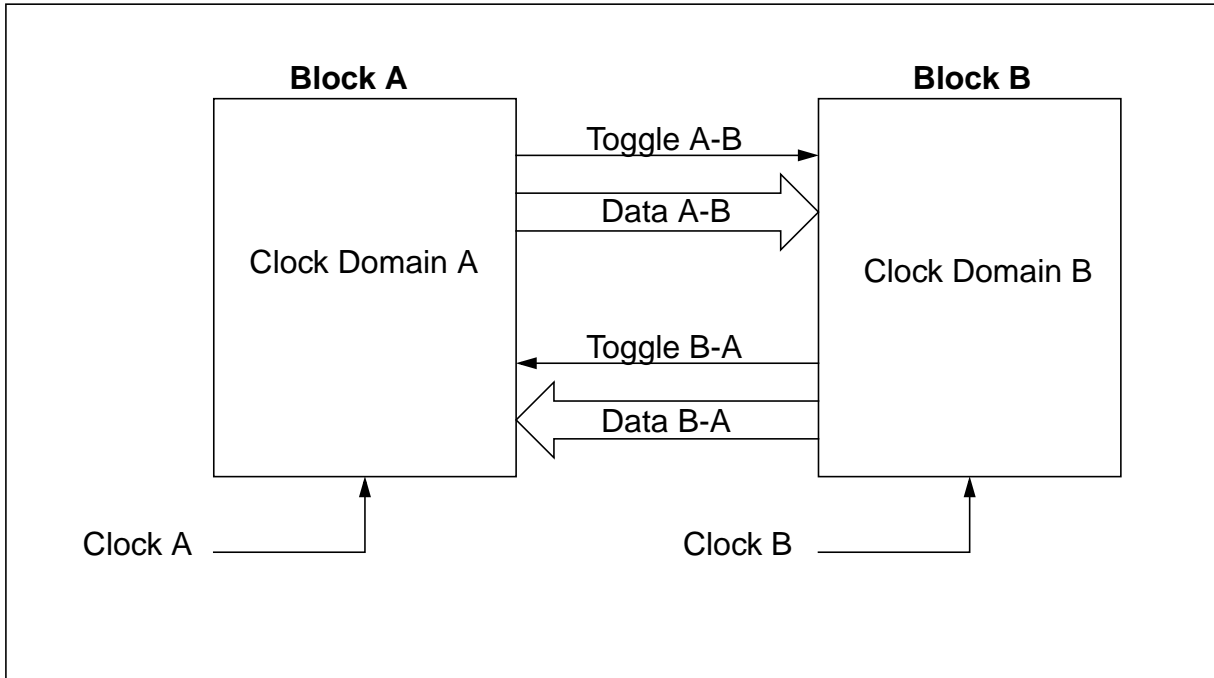 Block A
Block B
Toggle A-B
Data A-B
Clock Domain A
Clock Domain B
Toggle B-A
Data B-A
Clock A
Clock B